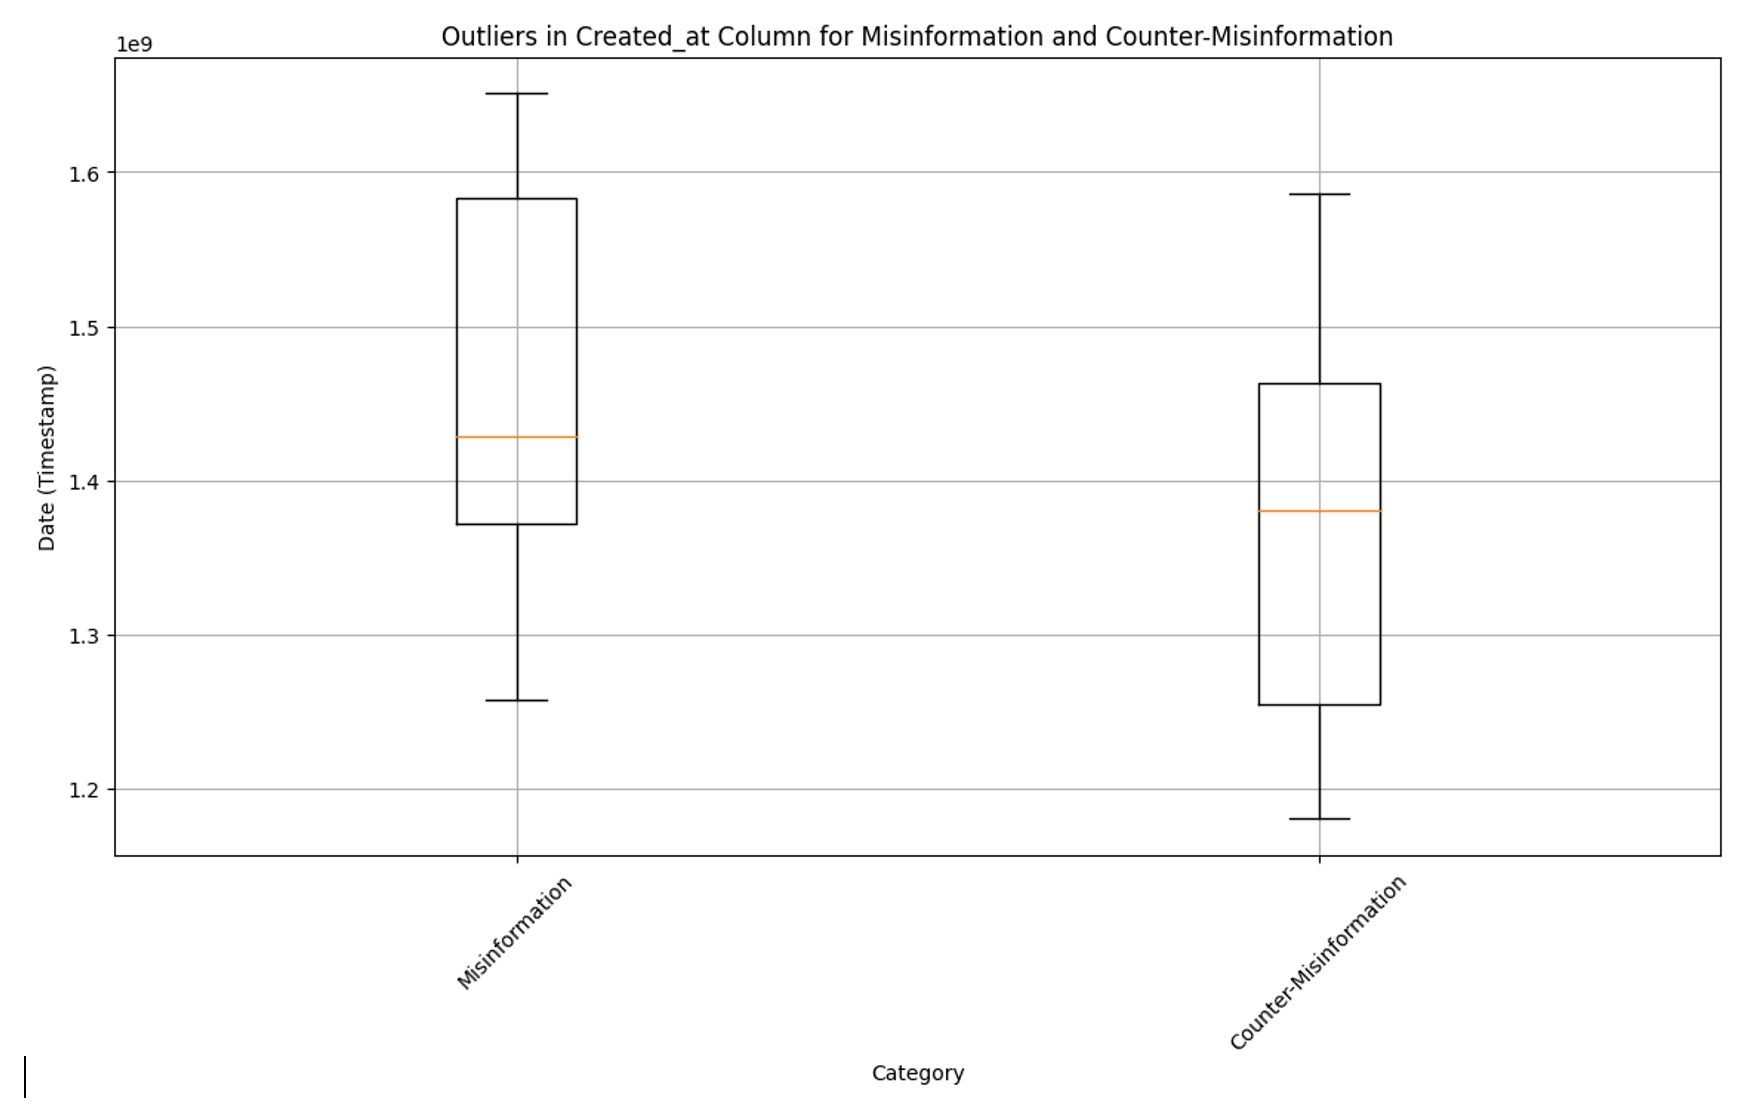 Outliers in Created_at Column for Misinformation and Counter-Misinformation
1e9
1.6
1.5
1.4
1.3
1.2
Date (Timestamp)
Misinformation
Counter-Misinformation
Category